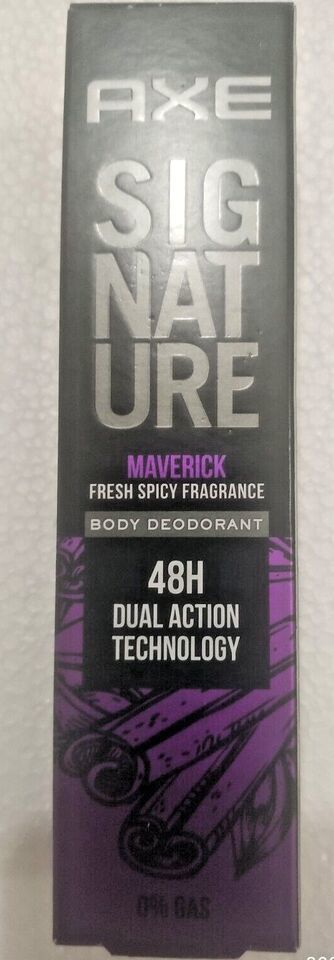 AXE
SIG
NAT
URE
MAVERICK
FRESH SPICY FRAGRANCE
BODY DEODORANT
48H
DUAL ACTION
TECHNOLOGY
0% GAS